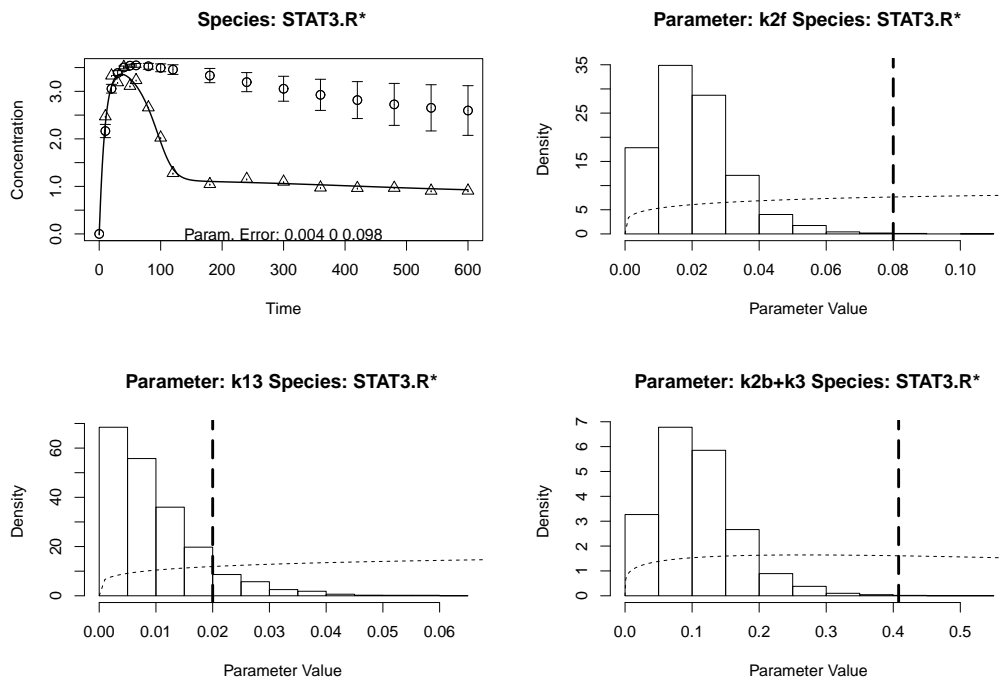 Species: STAT3.R*
Concentration
0.0 1.0 2.0 3.0
Param. Error: 0.004 0 0.098
0 100 200 300 400 500 600
Time
Parameter: k2f Species: STAT3.R*
Density
0 5 15 25 35
0.00 0.02 0.04 0.06 0.08 0.10
Parameter Value
Parameter: k13 Species: STAT3.R*
Density
0 20 40 60
0.00 0.01 0.02 0.03 0.04 0.05 0.06
Parameter Value
Parameter: k2b+k3 Species: STAT3.R*
Density
0 1 2 3 4 5 6 7
0.0 0.1 0.2 0.3 0.4 0.5
Parameter Value